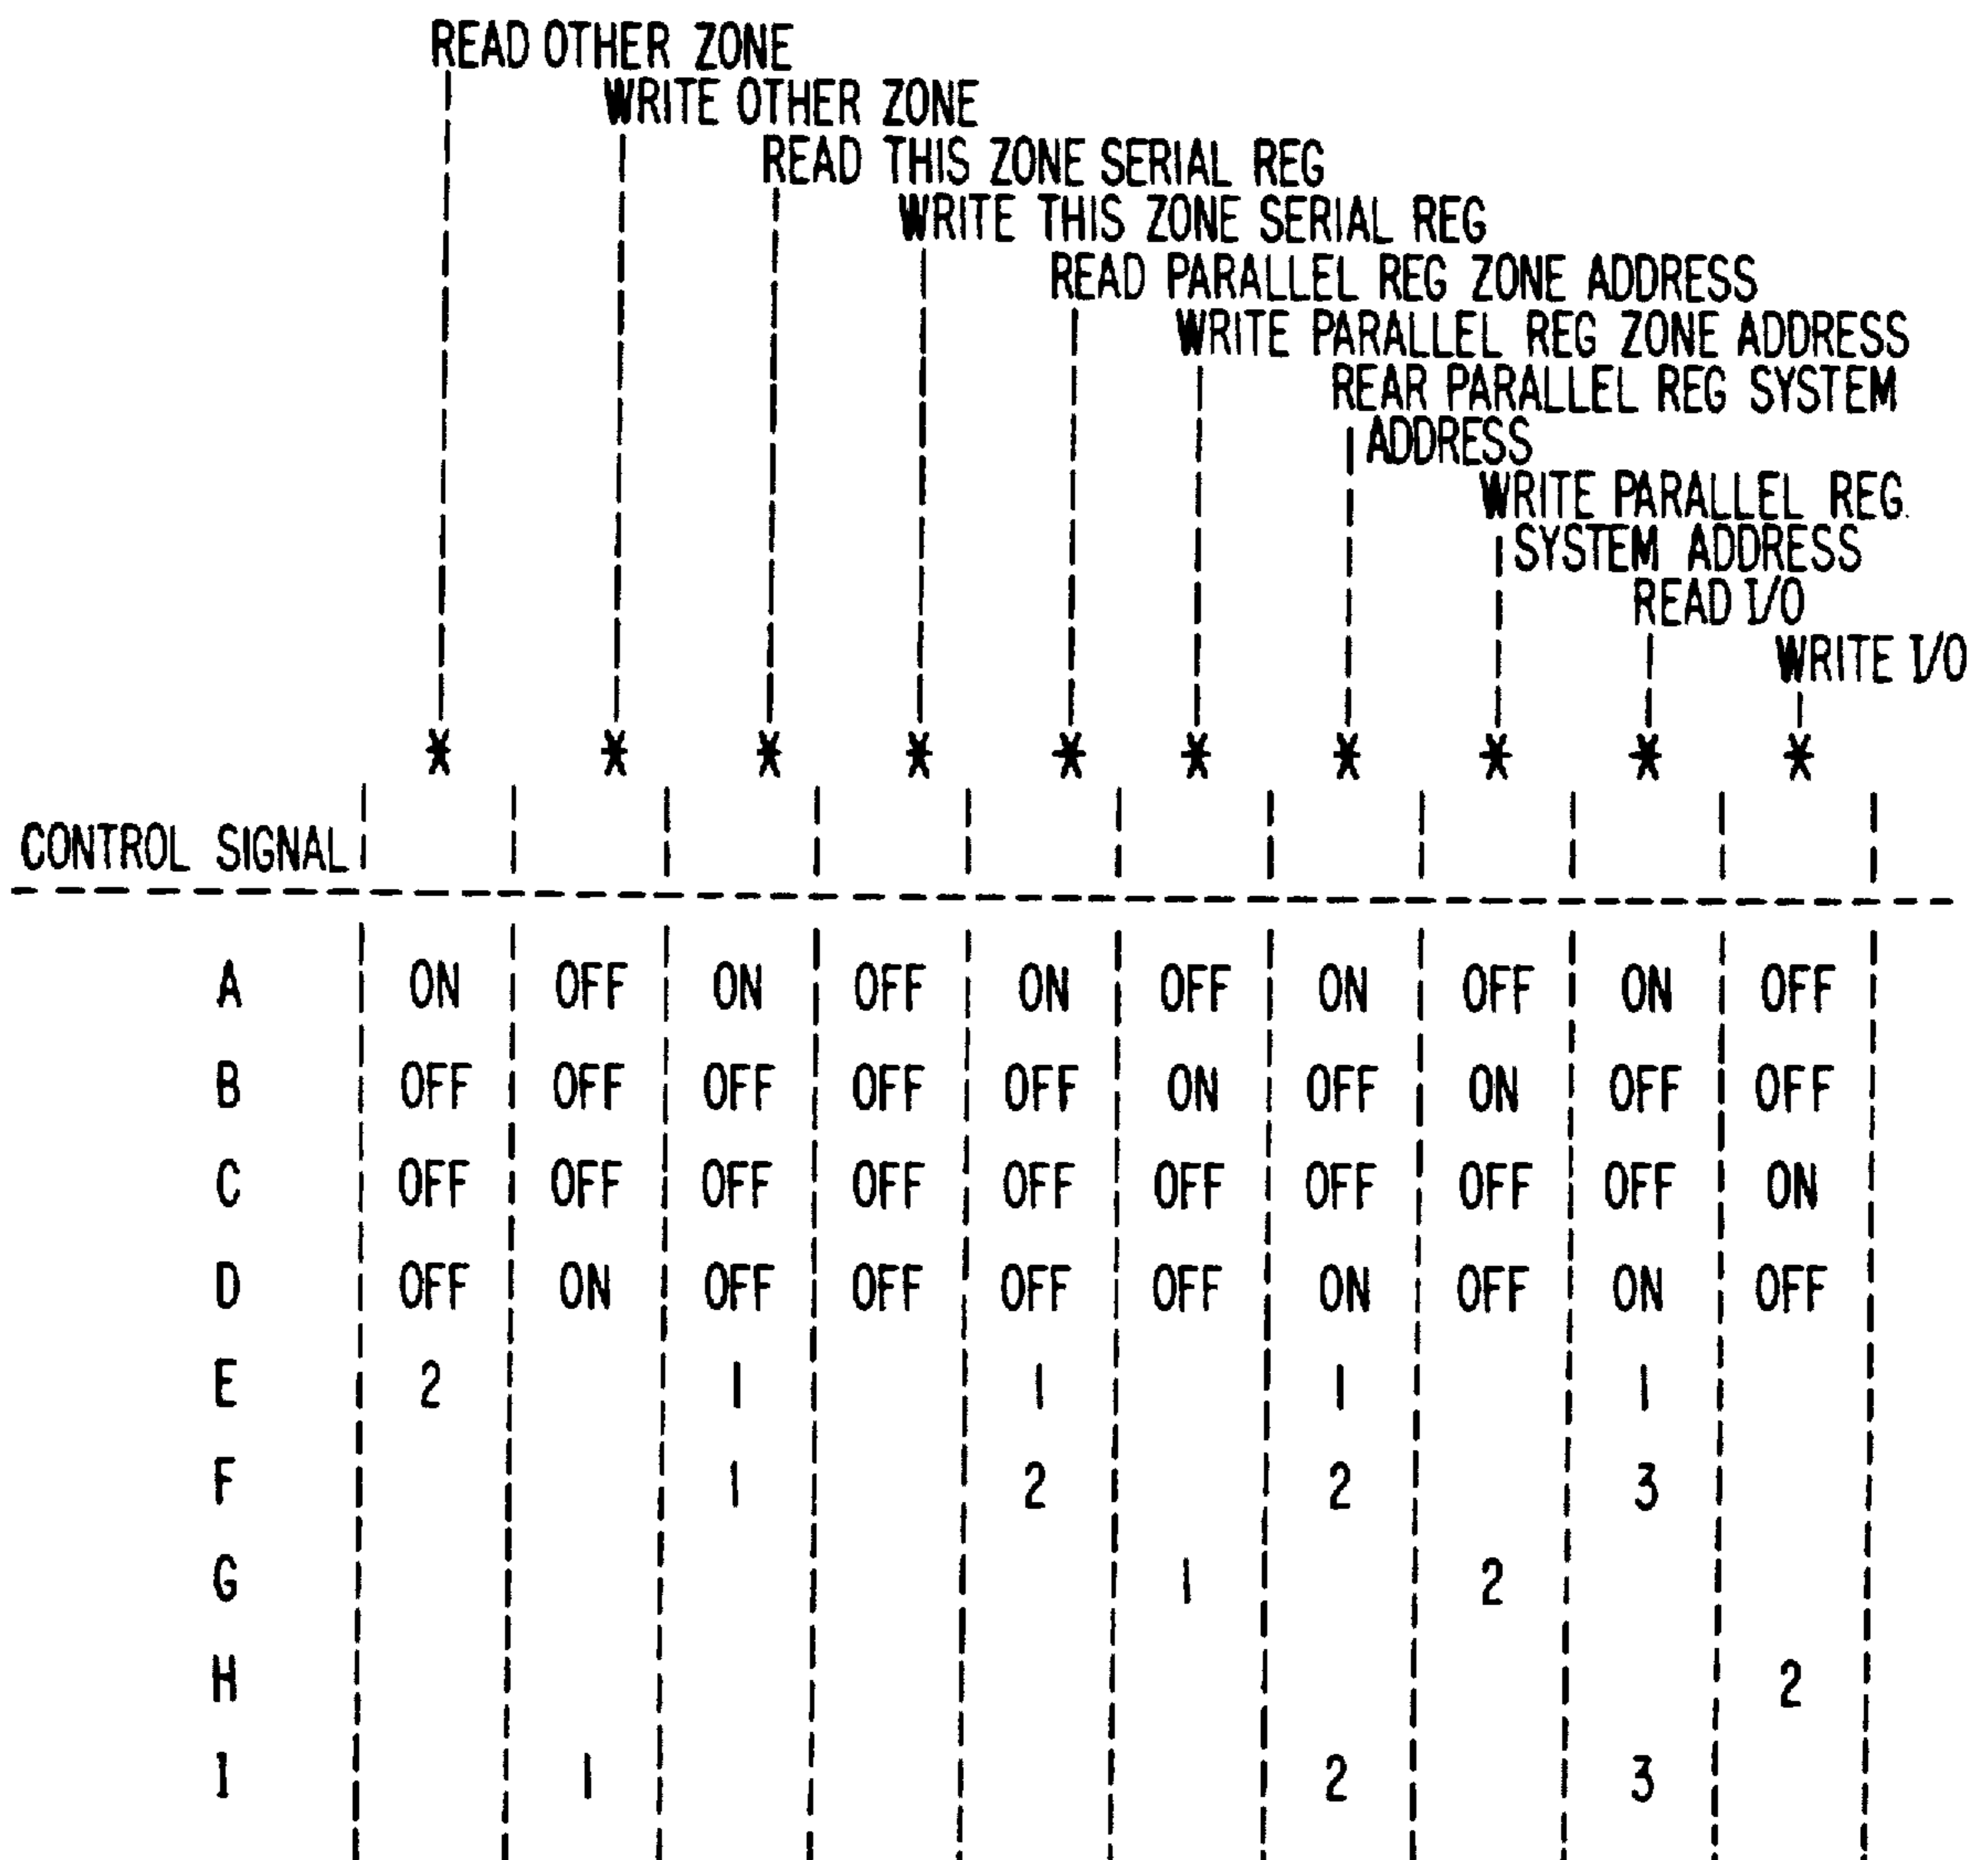 READ OTHER ZONE
WRITE OTHER ZONE
READ THIS ZONE SERIAL REG
WRITE THIS ZONE SERIAL REG
READ PARALLEL REG ZONE ADDRESS
WRITE PARALLEL REG ZONE ADDRESS
REAR PARALLEL REG SYSTEM
ADDRESS
WRITE PARALLEL REG.
SYSTEM ADDRESS
READ I/O
WRITE I/O
* * * * * * * * * *
CONTROL SIGNAL
A ON OFF ON OFF ON OFF ON OFF ON OFF
B OFF OFF OFF OFF OFF ON OFF ON OFF OFF
C OFF OFF OFF OFF OFF OFF OFF OFF OFF ON
D OFF ON OFF OFF OFF OFF ON OFF ON OFF
E 2 1 1 1 1
F 1 2 2 3
G 1 2
H 2
I 1 2 3